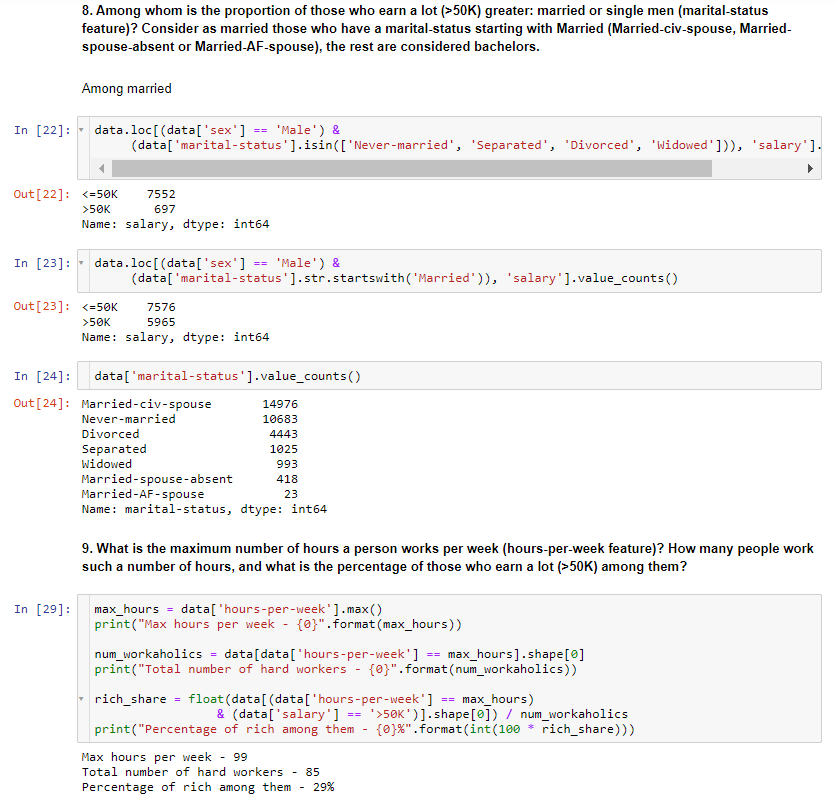 8. Among whom is the proportion of those who earn a lot (>50K) greater: married or single men (marital-status
feature)? Consider as married those who have a marital-status starting with Married (Married-civ-spouse, Married-
spouse-absent or Married-AF-spouse), the rest are considered bachelors.
Among married
In [22]: data.loc[(data['sex'] == 'Male') &
(data['marital-status'].isin(['Never-married', 'Separated', 'Divorced', 'Widowed'])), 'salary'].
Out[22]: <=50K 7552
>50K 697
Name: salary, dtype: int64
In [23]: data.loc[(data['sex'] == 'Male') &
(data['marital-status'].str.startswith('Married')), 'salary'].value_counts()
Out[23]: <=50K 7576
>50K 5965
Name: salary, dtype: int64
In [24]: data['marital-status'].value_counts()
Out[24]: Married-civ-spouse 14976
Never-married 10683
Divorced 4443
Separated 1025
Widowed 993
Married-spouse-absent 418
Married-AF-spouse 23
Name: marital-status, dtype: int64
9. What is the maximum number of hours a person works per week (hours-per-week feature)? How many people work
such a number of hours, and what is the percentage of those who earn a lot (>50K) among them?
In [29]: max_hours = data['hours-per-week'].max()
print("Max hours per week - {0}".format(max_hours))
num_workaholics = data[data['hours-per-week'] == max_hours].shape[0]
print("Total number of hard workers - {0}".format(num_workaholics))
rich_share = float(data[(data['hours-per-week'] == max_hours)
& (data['salary'] == '>50K')].shape[0]) / num_workaholics
print("Percentage of rich among them - {0}%".format(int(100 * rich_share)))
Max hours per week - 99
Total number of hard workers - 85
Percentage of rich among them - 29%